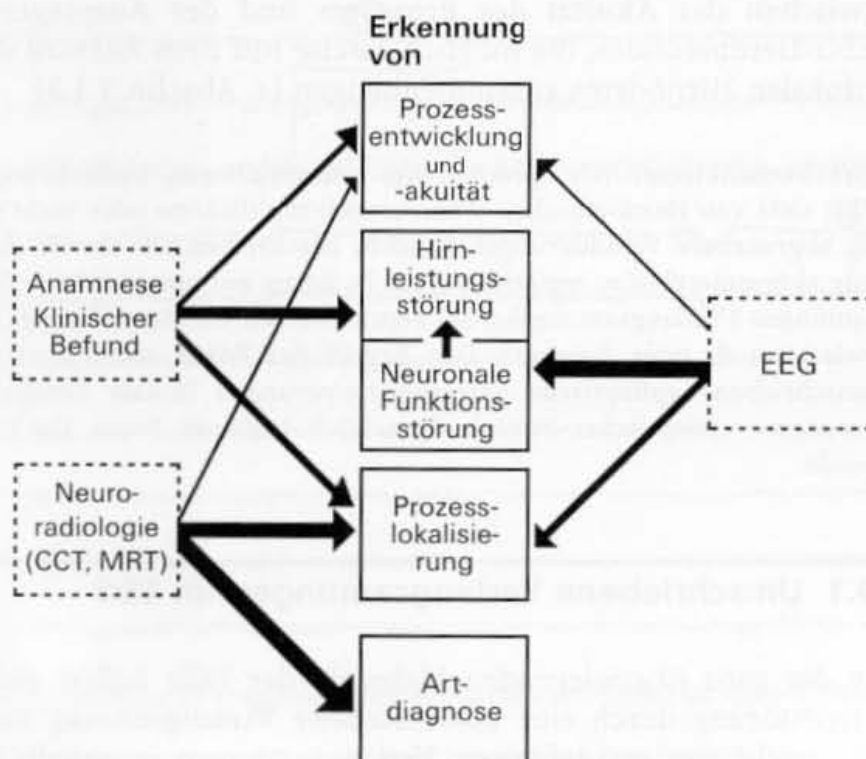 Erkennung
von
Prozess-
entwicklung
und
-akuität
Hirn-
leistungs-
störung
Neuronale
Funktions-
störung
Anamnese
Klinischer
Befund
EEG
Neuro-
radiologie
(CCT, MRT)
Prozess-
lokalisie-
rung
Art-
diagnose